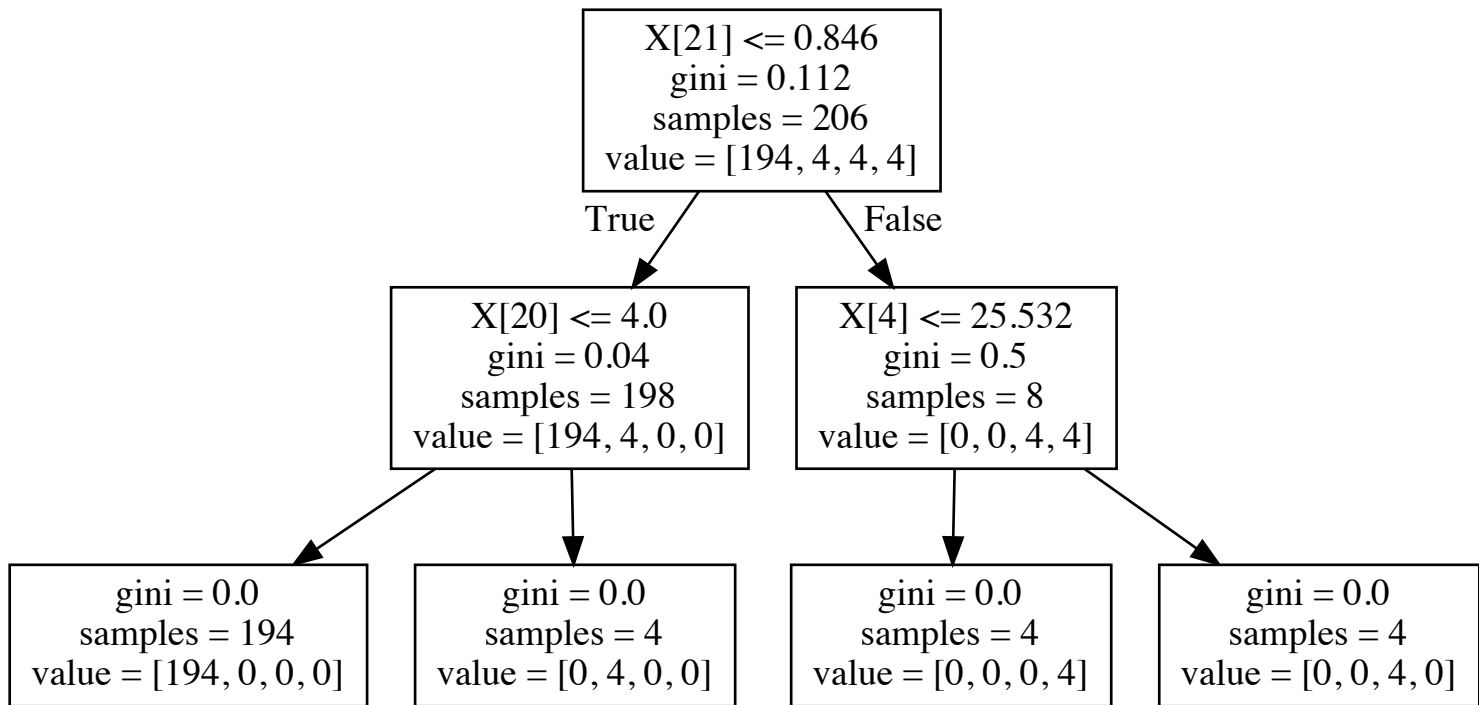 X[21] <= 0.846
gini = 0.112
samples = 206
value = [194, 4, 4, 4]
True
False
X[20] <= 4.0
gini = 0.04
samples = 198
value = [194, 4, 0, 0]
X[4] <= 25.532
gini = 0.5
samples = 8
value = [0, 0, 4, 4]
gini = 0.0
samples = 194
value = [194, 0, 0, 0]
gini = 0.0
samples = 4
value = [0, 4, 0, 0]
gini = 0.0
samples = 4
value = [0, 0, 0, 4]
gini = 0.0
samples = 4
value = [0, 0, 4, 0]